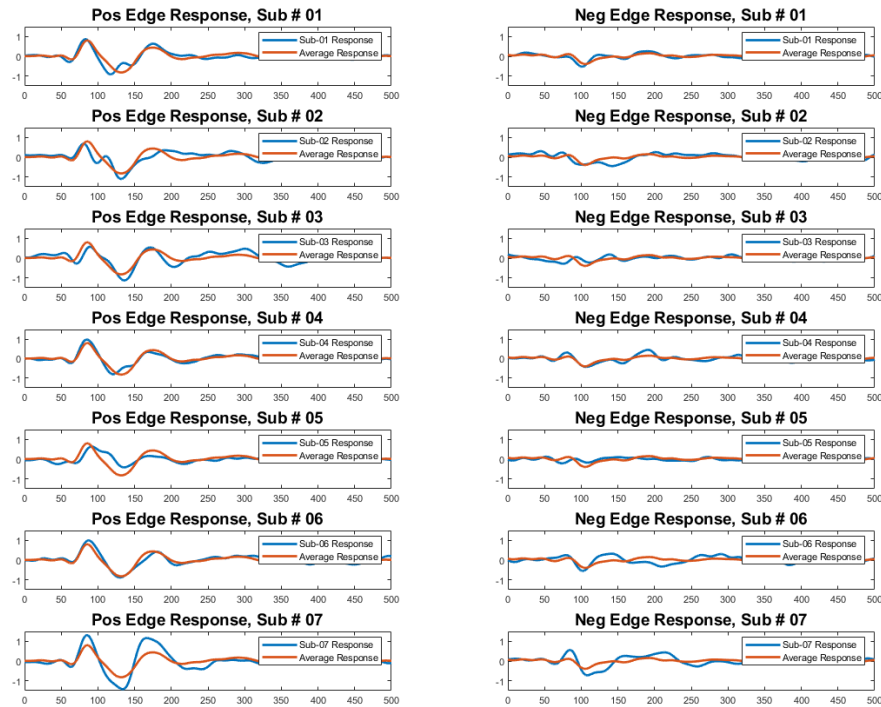 Pos Edge Response, Sub # 01
1
0
-1
Sub-01 Response
Average Response
0 50 100 150 200 250 300 350 400 450 500
Neg Edge Response, Sub # 01
1
0
-1
Sub-01 Response
Average Response
0 50 100 150 200 250 300 350 400 450 500
Pos Edge Response, Sub # 02
1
0
-1
Sub-02 Response
Average Response
0 50 100 150 200 250 300 350 400 450 500
Neg Edge Response, Sub # 02
1
0
-1
Sub-02 Response
Average Response
0 50 100 150 200 250 300 350 400 450 500
Pos Edge Response, Sub # 03
1
0
-1
Sub-03 Response
Average Response
0 50 100 150 200 250 300 350 400 450 500
Neg Edge Response, Sub # 03
1
0
-1
Sub-03 Response
Average Response
0 50 100 150 200 250 300 350 400 450 500
Pos Edge Response, Sub # 04
1
0
-1
Sub-04 Response
Average Response
0 50 100 150 200 250 300 350 400 450 500
Neg Edge Response, Sub # 04
1
0
-1
Sub-04 Response
Average Response
0 50 100 150 200 250 300 350 400 450 500
Pos Edge Response, Sub # 05
1
0
-1
Sub-05 Response
Average Response
0 50 100 150 200 250 300 350 400 450 500
Neg Edge Response, Sub # 05
1
0
-1
Sub-05 Response
Average Response
0 50 100 150 200 250 300 350 400 450 500
Pos Edge Response, Sub # 06
1
0
-1
Sub-06 Response
Average Response
0 50 100 150 200 250 300 350 400 450 500
Neg Edge Response, Sub # 06
1
0
-1
Sub-06 Response
Average Response
0 50 100 150 200 250 300 350 400 450 500
Pos Edge Response, Sub # 07
1
0
-1
Sub-07 Response
Average Response
0 50 100 150 200 250 300 350 400 450 500
Neg Edge Response, Sub # 07
1
0
-1
Sub-07 Response
Average Response
0 50 100 150 200 250 300 350 400 450 500